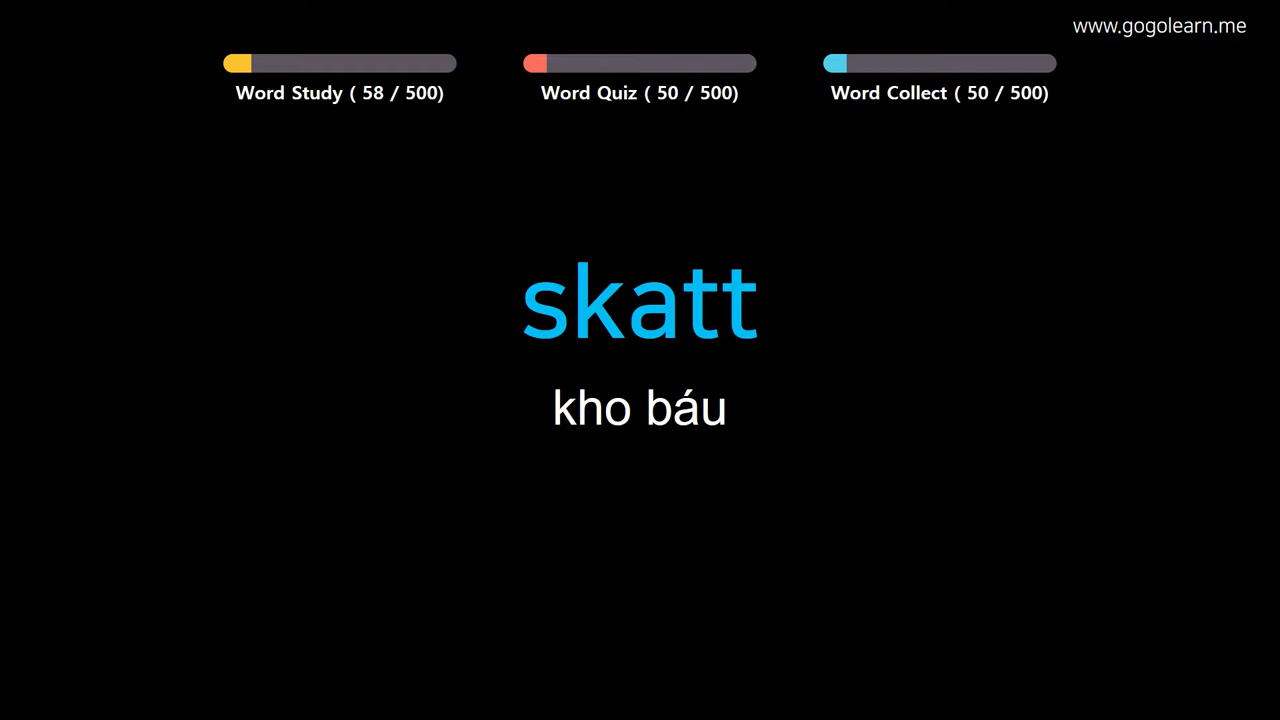 www.gogolearn.me
Word Study ( 58 / 500)
Word Quiz ( 50 / 500)
Word Collect ( 50 / 500)
skatt
kho báu